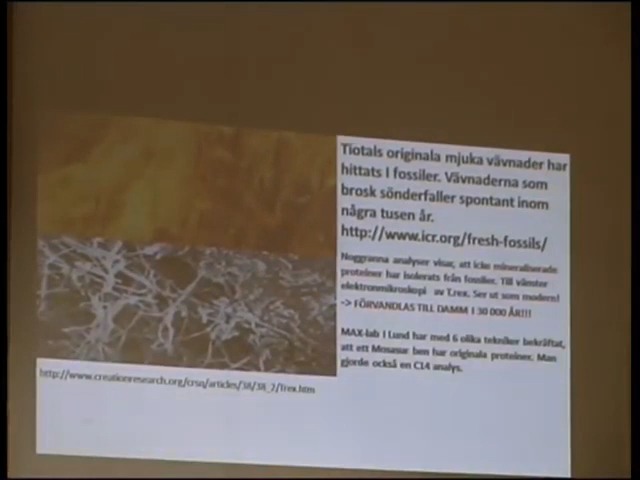 Tiotals originala mjuka vävnader har
hittats i fossiler. Vävnaderna som
brosk sönderfaller spontant inom
några tusen år.
http://www.icr.org/fresh-fossils/
Noggranna analyser visar, att icke mineraliserade
proteiner har isolerats från fossiler. Till vänster
elektronmikroskopi av T.rex. Ser ut som modern!
-> FÖRVANDLAS TILL DAMM I 30 000 ÅR!!!
MAX-lab i Lund har med 6 olika tekniker bekräftat,
att ett Mosasur ben har originala proteiner. Man
gjorde också en C14 analys.
http://www.creationresearch.org/crsq/articles/38/38_2/Trex.htm